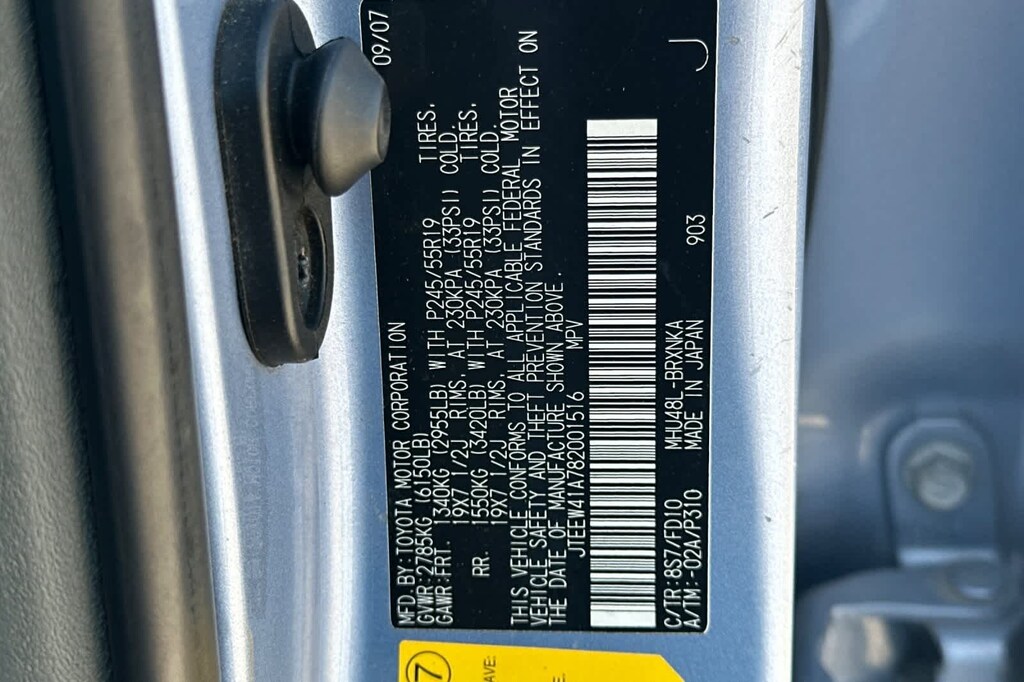 MFD.BY:TOYOTA MOTOR CORPORATION 09/07
GVWR:2785KG (6150LB)
GAWR:FRT. 1340KG (2955LB) WITH P245/55R19 TIRES.
19X7 1/2J RIMS. AT 230KPA (33PSI) COLD.
RR. 1550KG (3420LB) WITH P245/55R19 TIRES.
19X7 1/2J RIMS. AT 230KPA (33PSI) COLD.
THIS VEHICLE CONFORMS TO ALL APPLICABLE FEDERAL MOTOR
VEHICLE SAFETY AND THEFT PREVENTION STANDARDS IN EFFECT ON
THE DATE OF MANUFACTURE SHOWN ABOVE.
JTEEW41A782001516 MPV
C/TR:8S7/FD10 MHU48L-BRXNKA 903
A/TM:-02A/P310 MADE IN JAPAN J
7
AVE: